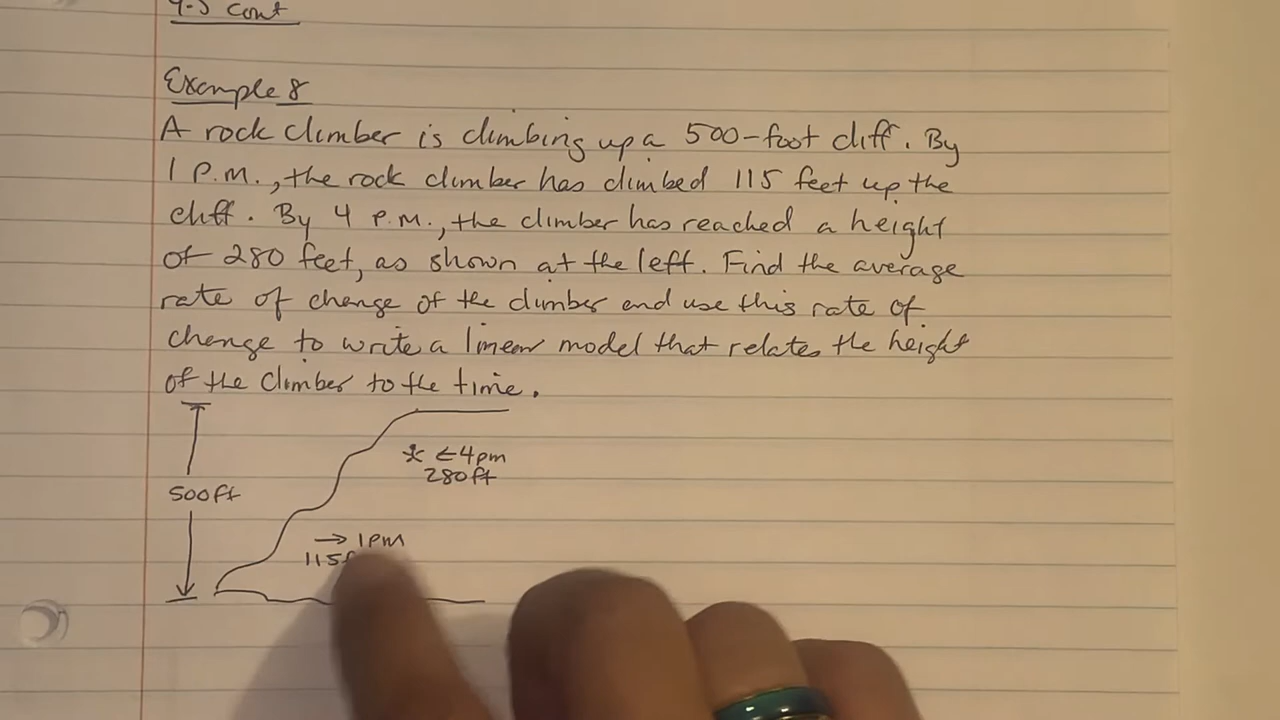 4-5 cont
Example 8
A rock climber is climbing up a 500-foot cliff. By
1 P.M., the rock climber has climbed 115 feet up the
cliff. By 4 P.M., the climber has reached a height
of 280 feet, as shown at the left. Find the average
rate of change of the climber and use this rate of
change to write a linear model that relates the height
of the climber to the time.
← 4pm
280ft
500ft
→ 1pm
115f